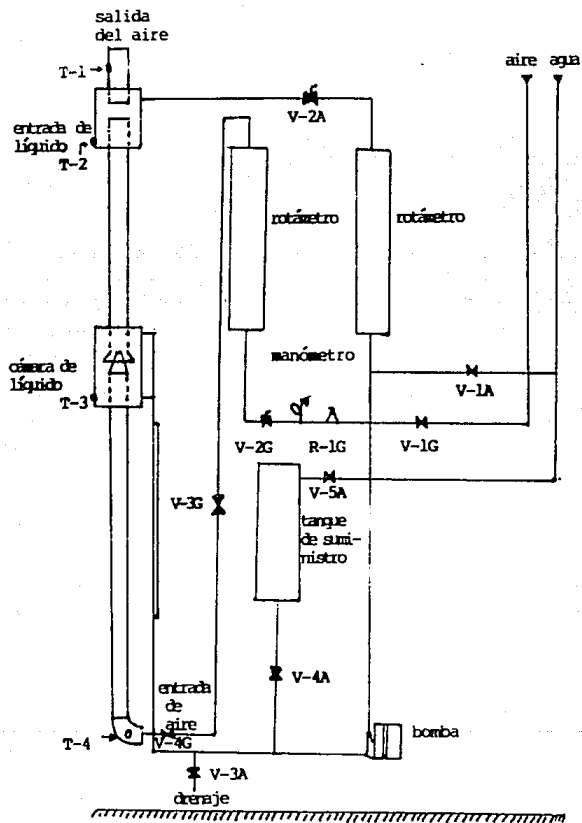 salida
del aire
T-1
aire agua
V-2A
entrada de
líquido
T-2
rotámetro
rotámetro
manómetro
cámara de
líquido
T-3
V-1A
V-2G R-1G V-1G
V-5A
V-3G
tanque
de sumi-
nistro
V-4A
entrada
de
aire
V-4G
T-4
bomba
V-3A
drenaje